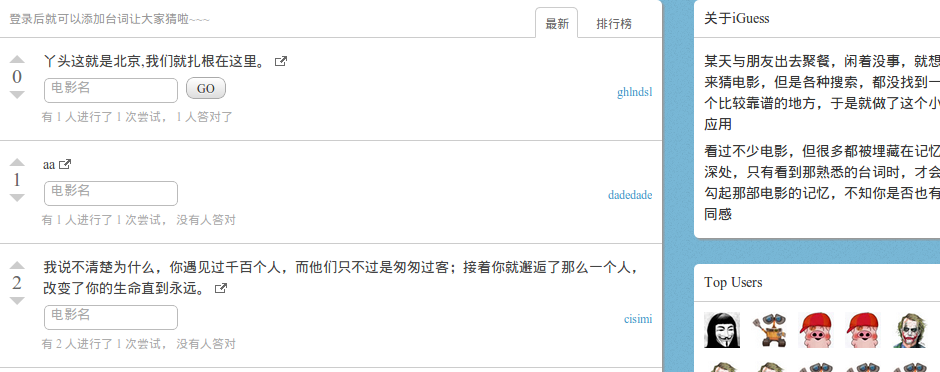 登录后就可以添加台词让大家猜啦~~~
最新
排行榜
0
丫头这就是北京,我们就扎根在这里。
电影名
GO
ghlndsl
有 1 人进行了 1 次尝试， 1 人答对了
1
aa
电影名
dadedade
有 1 人进行了 1 次尝试， 没有人答对
2
我说不清楚为什么，你遇见过千百个人，而他们只不过是匆匆过客；接着你就邂逅了那么一个人，
改变了你的生命直到永远。
电影名
cisimi
有 2 人进行了 1 次尝试， 没有人答对
关于iGuess
某天与朋友出去聚餐，闲着没事，就想
来猜电影，但是各种搜索，都没找到一
个比较靠谱的地方，于是就做了这个小
应用
看过不少电影，但很多都被埋藏在记忆
深处，只有看到那熟悉的台词时，才会
勾起那部电影的记忆，不知你是否也有
同感
Top Users